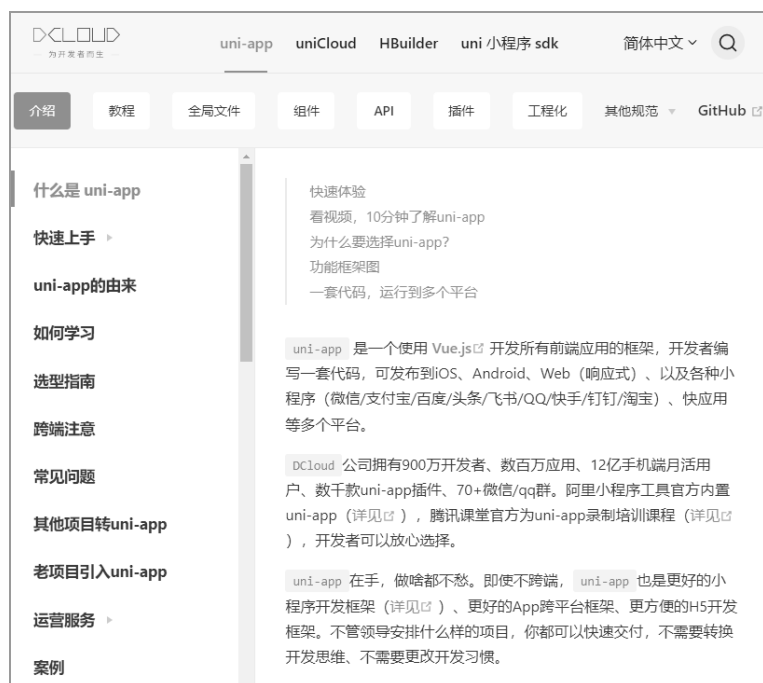 DCLOUD
为开发者而生
uni-app uniCloud HBuilder uni 小程序 sdk 简体中文
介绍 教程 全局文件 组件 API 插件 工程化 其他规范 GitHub
什么是 uni-app
快速上手
uni-app的由来
如何学习
选型指南
跨端注意
常见问题
其他项目转uni-app
老项目引入uni-app
运营服务
案例
快速体验
看视频，10分钟了解uni-app
为什么要选择uni-app？
功能框架图
一套代码，运行到多个平台
uni-app 是一个使用 Vue.js 开发所有前端应用的框架，开发者编
写一套代码，可发布到iOS、Android、Web（响应式）、以及各种小
程序（微信/支付宝/百度/头条/飞书/QQ/快手/钉钉/淘宝）、快应用
等多个平台。
DCloud 公司拥有900万开发者、数百万应用、12亿手机端月活用
户、数千款uni-app插件、70+微信/qq群。阿里小程序工具官方内置
uni-app（详见），腾讯课堂官方为uni-app录制培训课程（详见
），开发者可以放心选择。
uni-app 在手，做啥都不愁。即使不跨端， uni-app 也是更好的小
程序开发框架（详见）、更好的App跨平台框架、更方便的H5开发
框架。不管领导安排什么样的项目，你都可以快速交付，不需要转换
开发思维、不需要更改开发习惯。